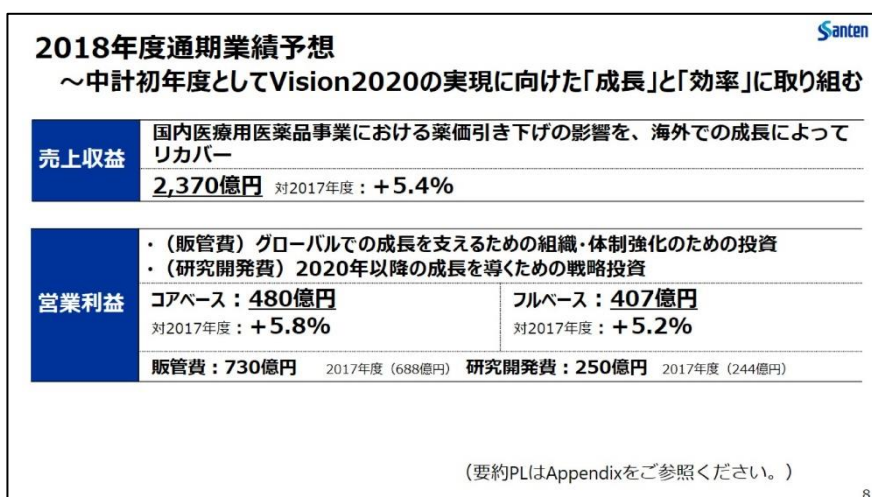 Santen
2018年度通期業績予想
～中計初年度としてVision2020の実現に向けた「成長」と「効率」に取り組む
売上収益
国内医療用医薬品事業における薬価引き下げの影響を、海外での成長によって
リカバー
2,370億円 対2017年度：＋5.4%
営業利益
・（販管費）グローバルでの成長を支えるための組織・体制強化のための投資
・（研究開発費）2020年以降の成長を導くための戦略投資
コアベース：480億円
対2017年度：＋5.8%
フルベース：407億円
対2017年度：＋5.2%
販管費：730億円 2017年度（688億円） 研究開発費：250億円 2017年度（244億円）
（要約PLはAppendixをご参照ください。）
8